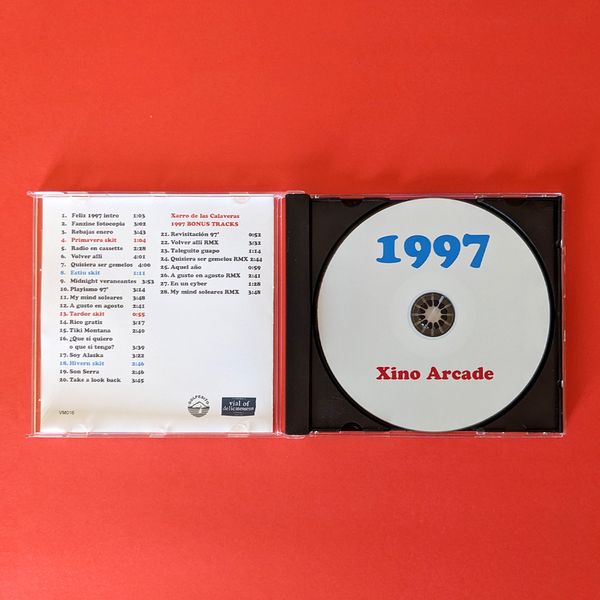 1. Feliz 1997 intro 1:03
2. Fanzine fotocopia 3:02
3. Rebajas enero 3:43
4. Primavera skit 1:04
5. Radio en cassette 2:28
6. Volver allí 4:01
7. Quisiera ser gemelos 4:00
8. Estiu skit 1:11
9. Midnight veraneantes 3:53
10. Playismo 97' 3:14
11. My mind soleares 3:48
12. A gusto en agosto 2:41
13. Tardor skit 0:55
14. Rico gratis 3:17
15. Tiki Montana 2:40
16. ¿Que si quiero
o que si tengo? 3:39
17. Soy Alaska 3:22
18. Hivern skit 2:46
19. Son Serra 2:41
20. Take a look back 3:45
VM016
Xarro de las Calaveras
1997 BONUS TRACKS
21. Revisitación 97' 0:52
22. Volver allí RMX 3:32
23. Taleguito guapo 1:14
24. Quisiera ser gemelos RMX 2:44
25. Aquel año 0:59
26. A gusto en agosto RMX 2:41
27. En un cyber 1:28
28. My mind soleares RMX 3:48
GOLFERITO
vial of
delicatessens
1997
Xino Arcade